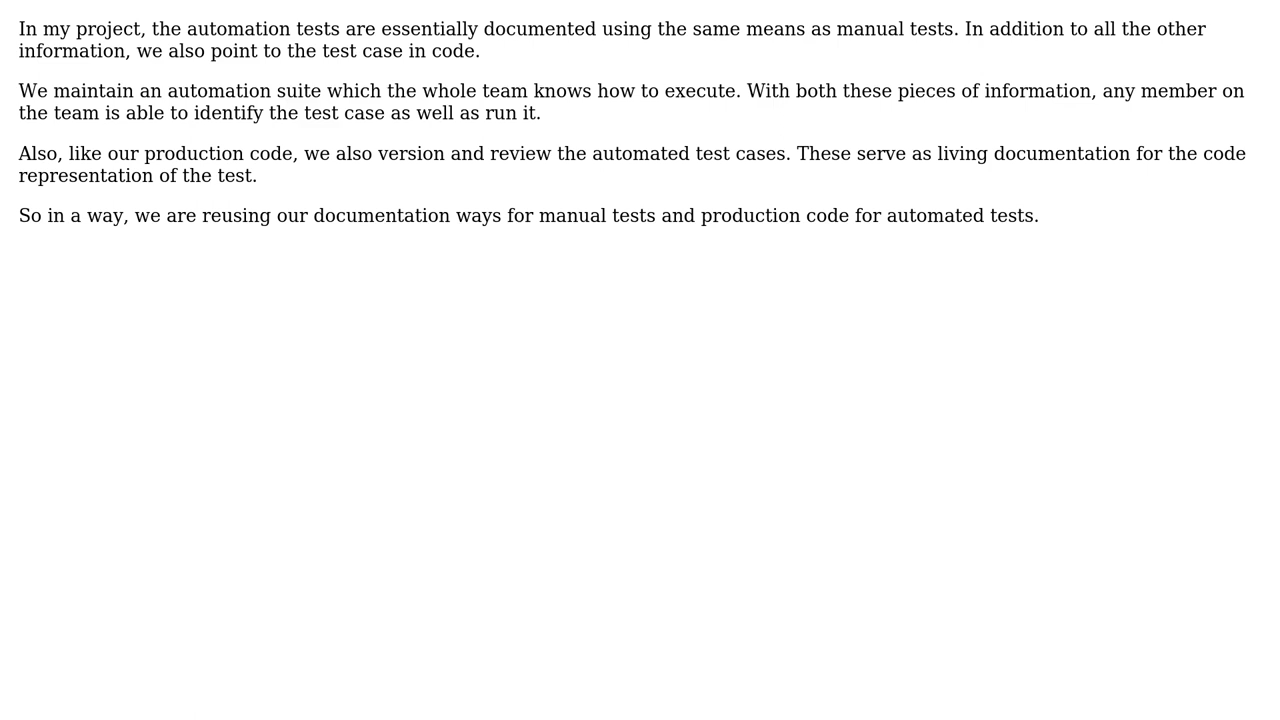 In my project, the automation tests are essentially documented using the same means as manual tests. In addition to all the other
information, we also point to the test case in code.
We maintain an automation suite which the whole team knows how to execute. With both these pieces of information, any member on
the team is able to identify the test case as well as run it.
Also, like our production code, we also version and review the automated test cases. These serve as living documentation for the code
representation of the test.
So in a way, we are reusing our documentation ways for manual tests and production code for automated tests.